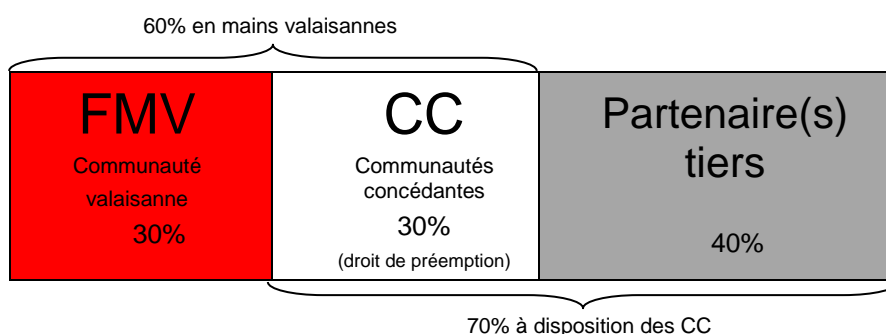 60% en mains valaisannes
FMV
Communauté
valaisanne
30%
CC
Communautés
concédantes
30%
(droit de préemption)
Partenaire(s)
tiers
40%
70% à disposition des CC